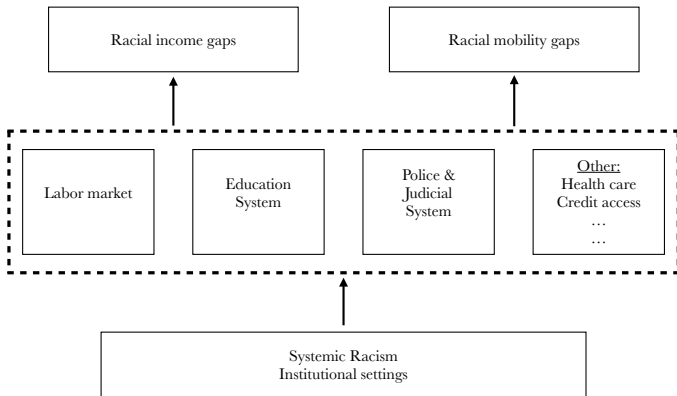 Racial income gaps
Racial mobility gaps
Labor market
Education
System
Police &
Judicial
System
Other:
Health care
Credit access
…
…
Systemic Racism
Institutional settings